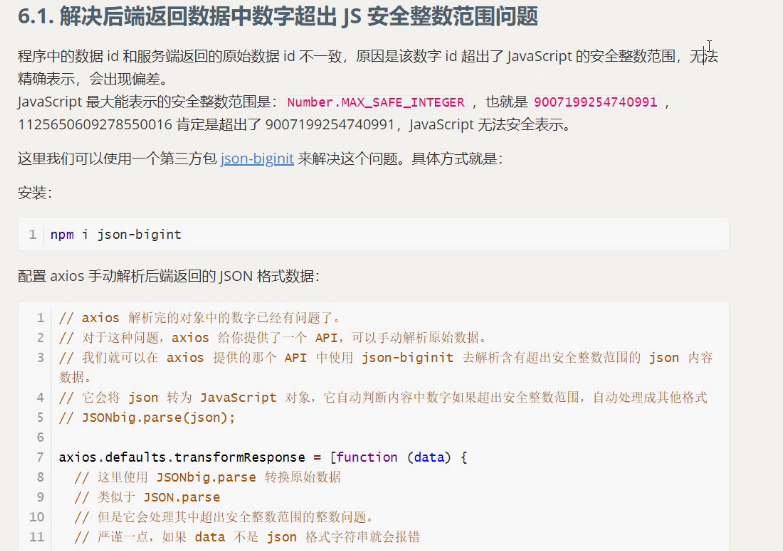 6.1. 解决后端返回数据中数字超出 JS 安全整数范围问题
程序中的数据 id 和服务端返回的原始数据 id 不一致，原因是该数字 id 超出了 JavaScript 的安全整数范围，无法
精确表示，会出现偏差。
JavaScript 最大能表示的安全整数范围是： Number.MAX_SAFE_INTEGER ，也就是 9007199254740991 ，
1125650609278550016 肯定是超出了 9007199254740991，JavaScript 无法安全表示。
这里我们可以使用一个第三方包 json-biginit 来解决这个问题。具体方式就是：
安装：
1 npm i json-bigint
配置 axios 手动解析后端返回的 JSON 格式数据：
1 // axios 解析完的对象中的数字已经有问题了。
2 // 对于这种问题，axios 给你提供了一个 API，可以手动解析原始数据。
3 // 我们就可以在 axios 提供的那个 API 中使用 json-biginit 去解析含有超出安全整数范围的 json 内容
数据。
4 // 它会将 json 转为 JavaScript 对象，它自动判断内容中数字如果超出安全整数范围，自动处理成其他格式
5 // JSONbig.parse(json);
6
7 axios.defaults.transformResponse = [function (data) {
8 // 这里使用 JSONbig.parse 转换原始数据
9 // 类似于 JSON.parse
10 // 但是它会处理其中超出安全整数范围的整数问题。
11 // 严谨一点，如果 data 不是 json 格式字符串就会报错